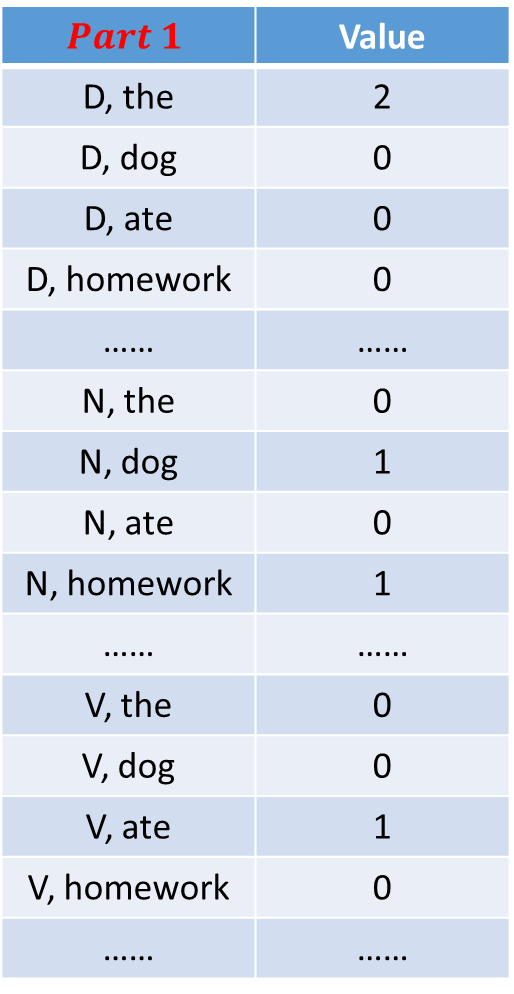 Part 1 Value
D, the 2
D, dog 0
D, ate 0
D, homework 0
...... ......
N, the 0
N, dog 1
N, ate 0
N, homework 1
...... ......
V, the 0
V, dog 0
V, ate 1
V, homework 0
...... ......